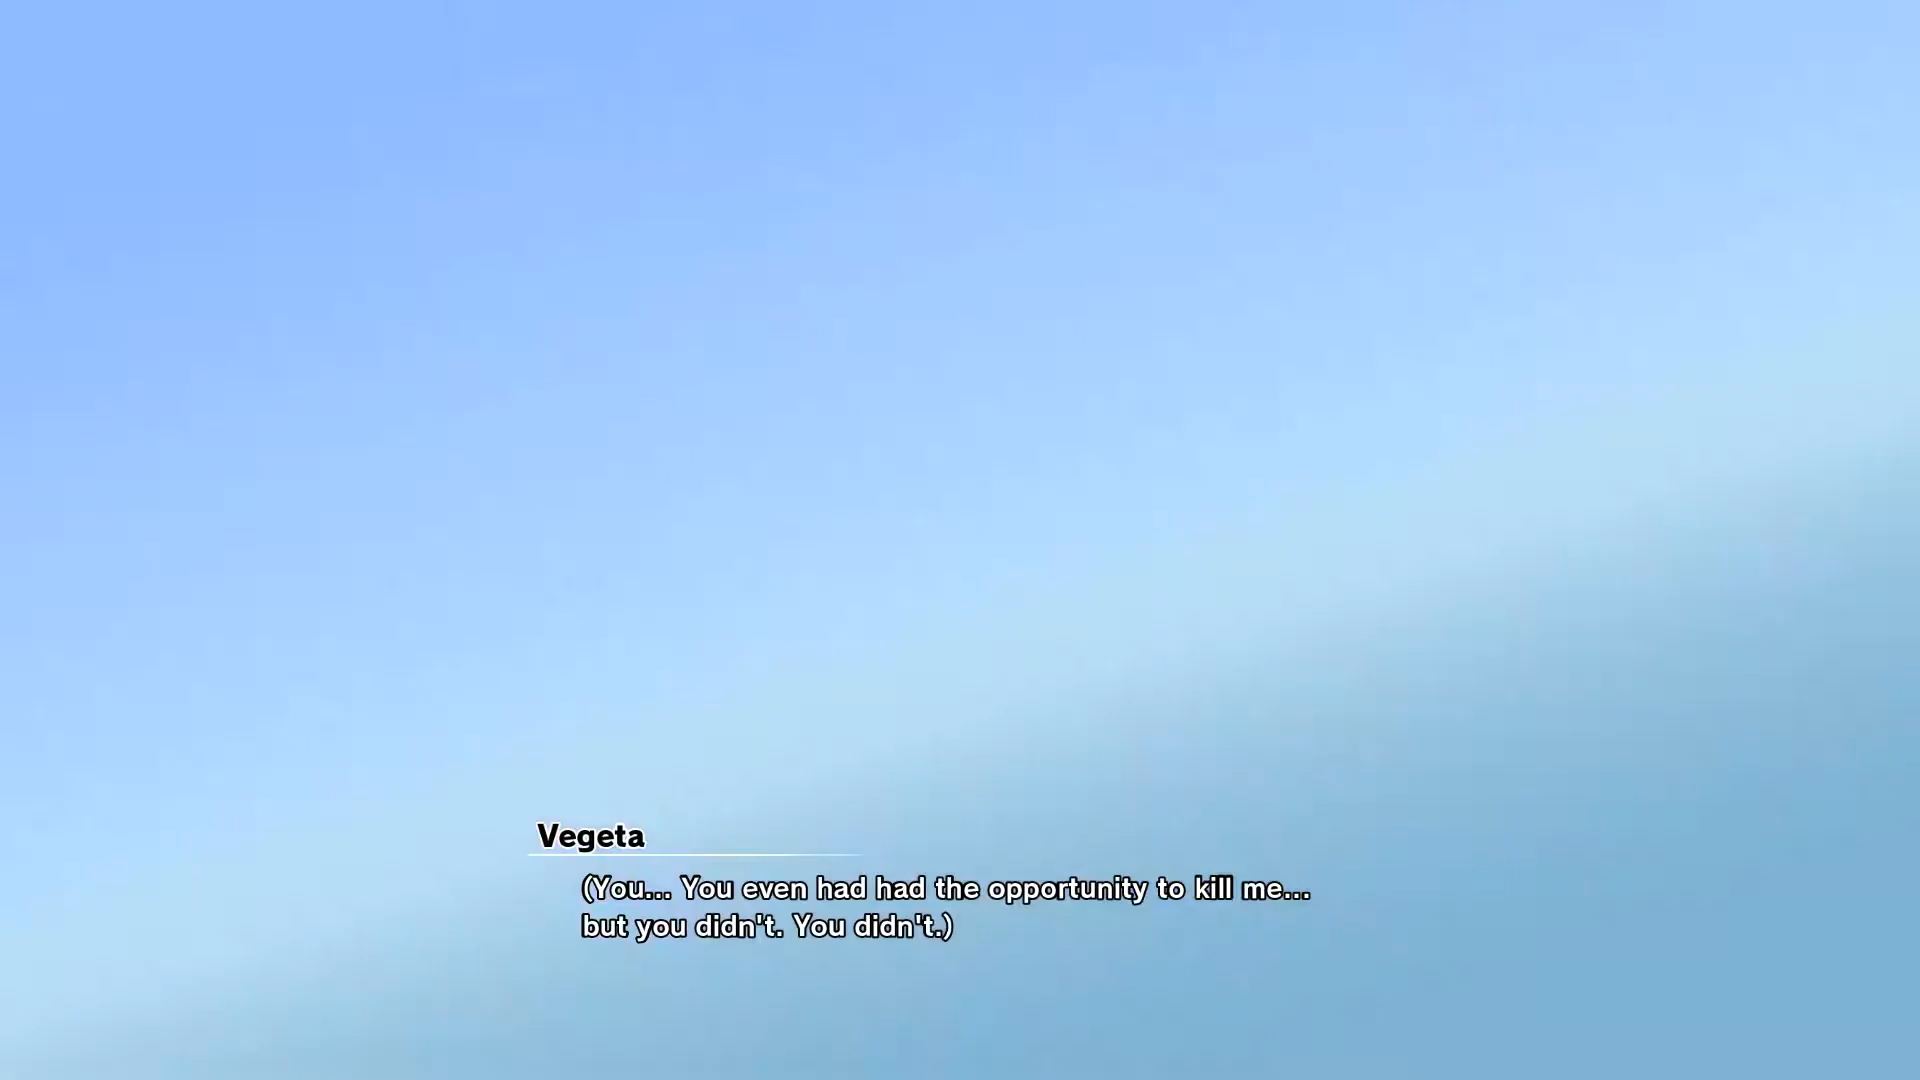 Vegeta
(You... You even had had the opportunity to kill me...
but you didn't. You didn't.)